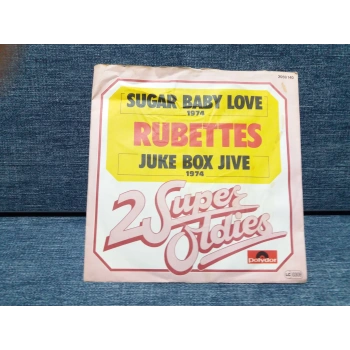 SUGAR BABY LOVE
1974
RUBETTES
JUKE BOX JIVE
1974
2 Super
Oldies
Polydor